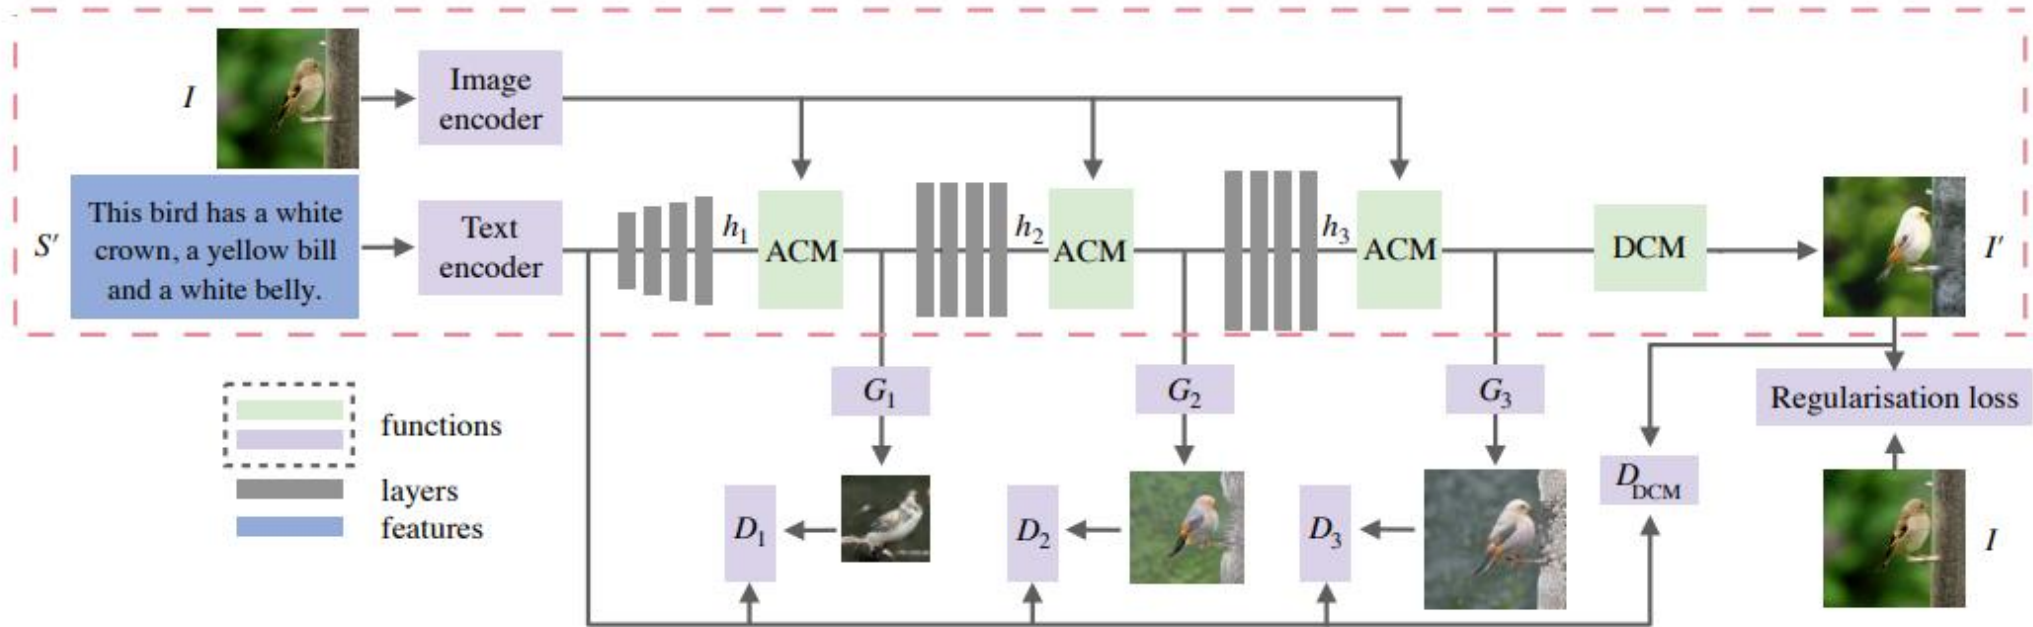 I
Image
encoder
S′
This bird has a white
crown, a yellow bill
and a white belly.
Text
encoder
h₁
ACM
h₂
ACM
h₃
ACM
DCM
I′
G₁
G₂
G₃
Regularisation loss
functions
layers
features
D₁
D₂
D₃
D_DCM
I